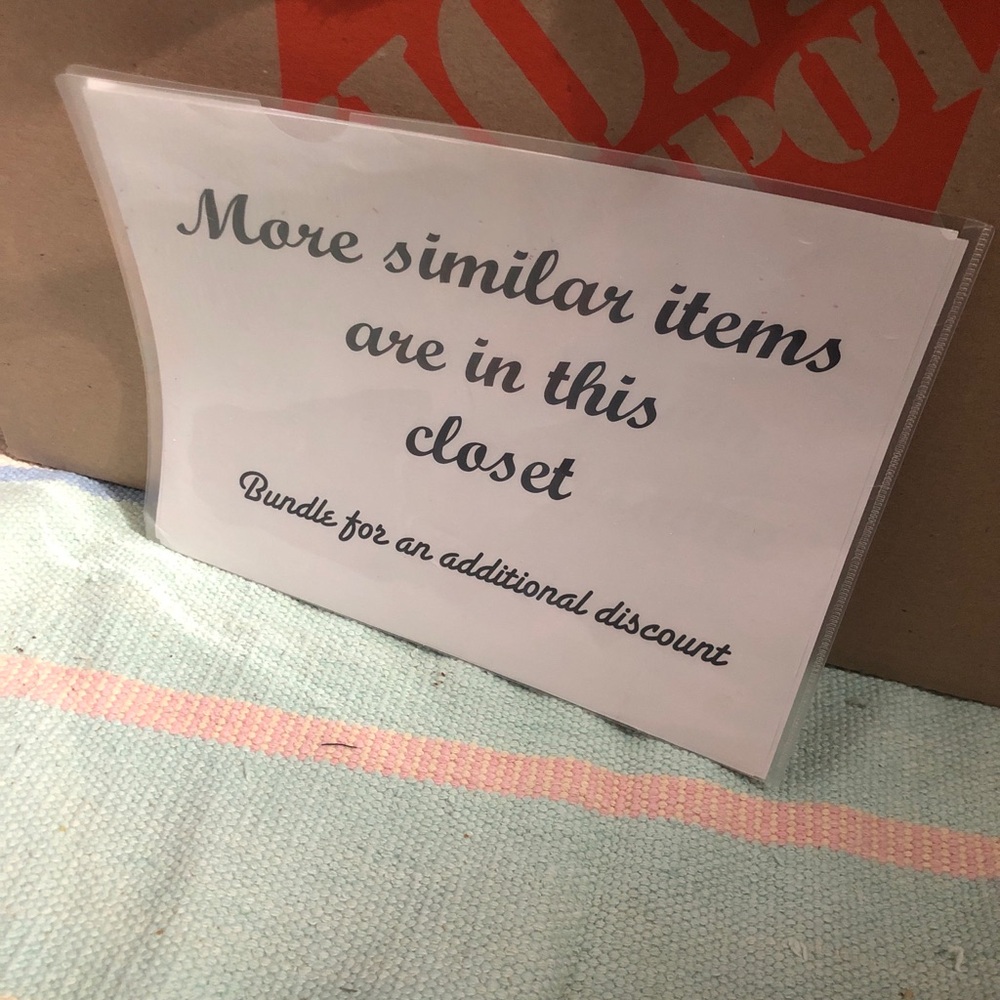 More similar items
are in this
closet
Bundle for an additional discount